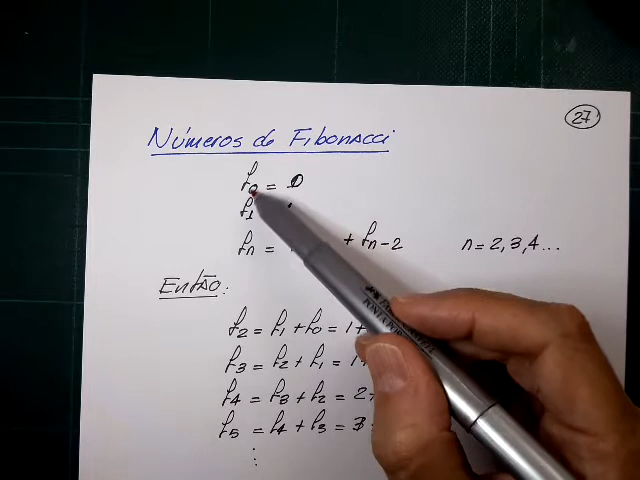 27
Números de Fibonacci
f0 = 0
f1
fn = + fn-2 n = 2, 3, 4...
Então:
f2 = f1 + f0 = 1 +
f3 = f2 + f1 = 1
f4 = f3 + f2 = 2
f5 = f4 + f3 = 3
⋮